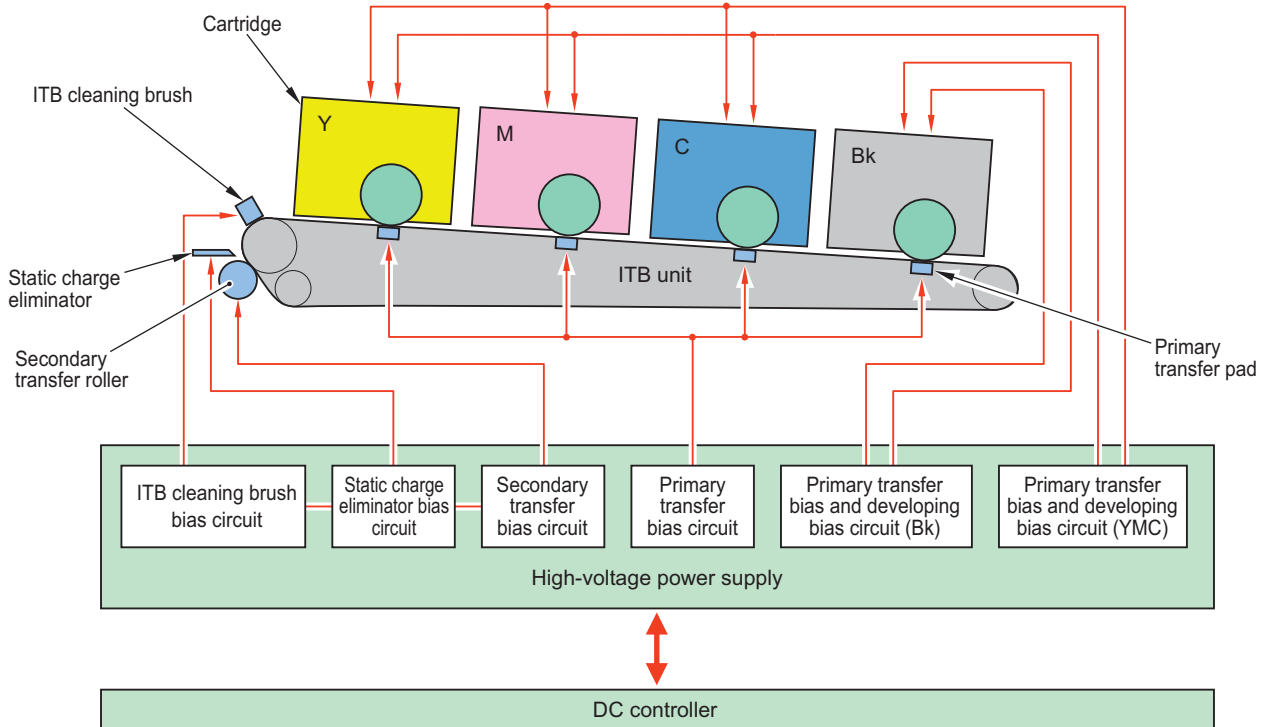 Cartridge
ITB cleaning brush
Y
M
C
Bk
Static charge
eliminator
ITB unit
Secondary
transfer roller
Primary
transfer pad
ITB cleaning brush
bias circuit
Static charge
eliminator bias
circuit
Secondary
transfer
bias circuit
Primary
transfer
bias circuit
Primary transfer
bias and developing
bias circuit (Bk)
Primary transfer
bias and developing
bias circuit (YMC)
High-voltage power supply
DC controller